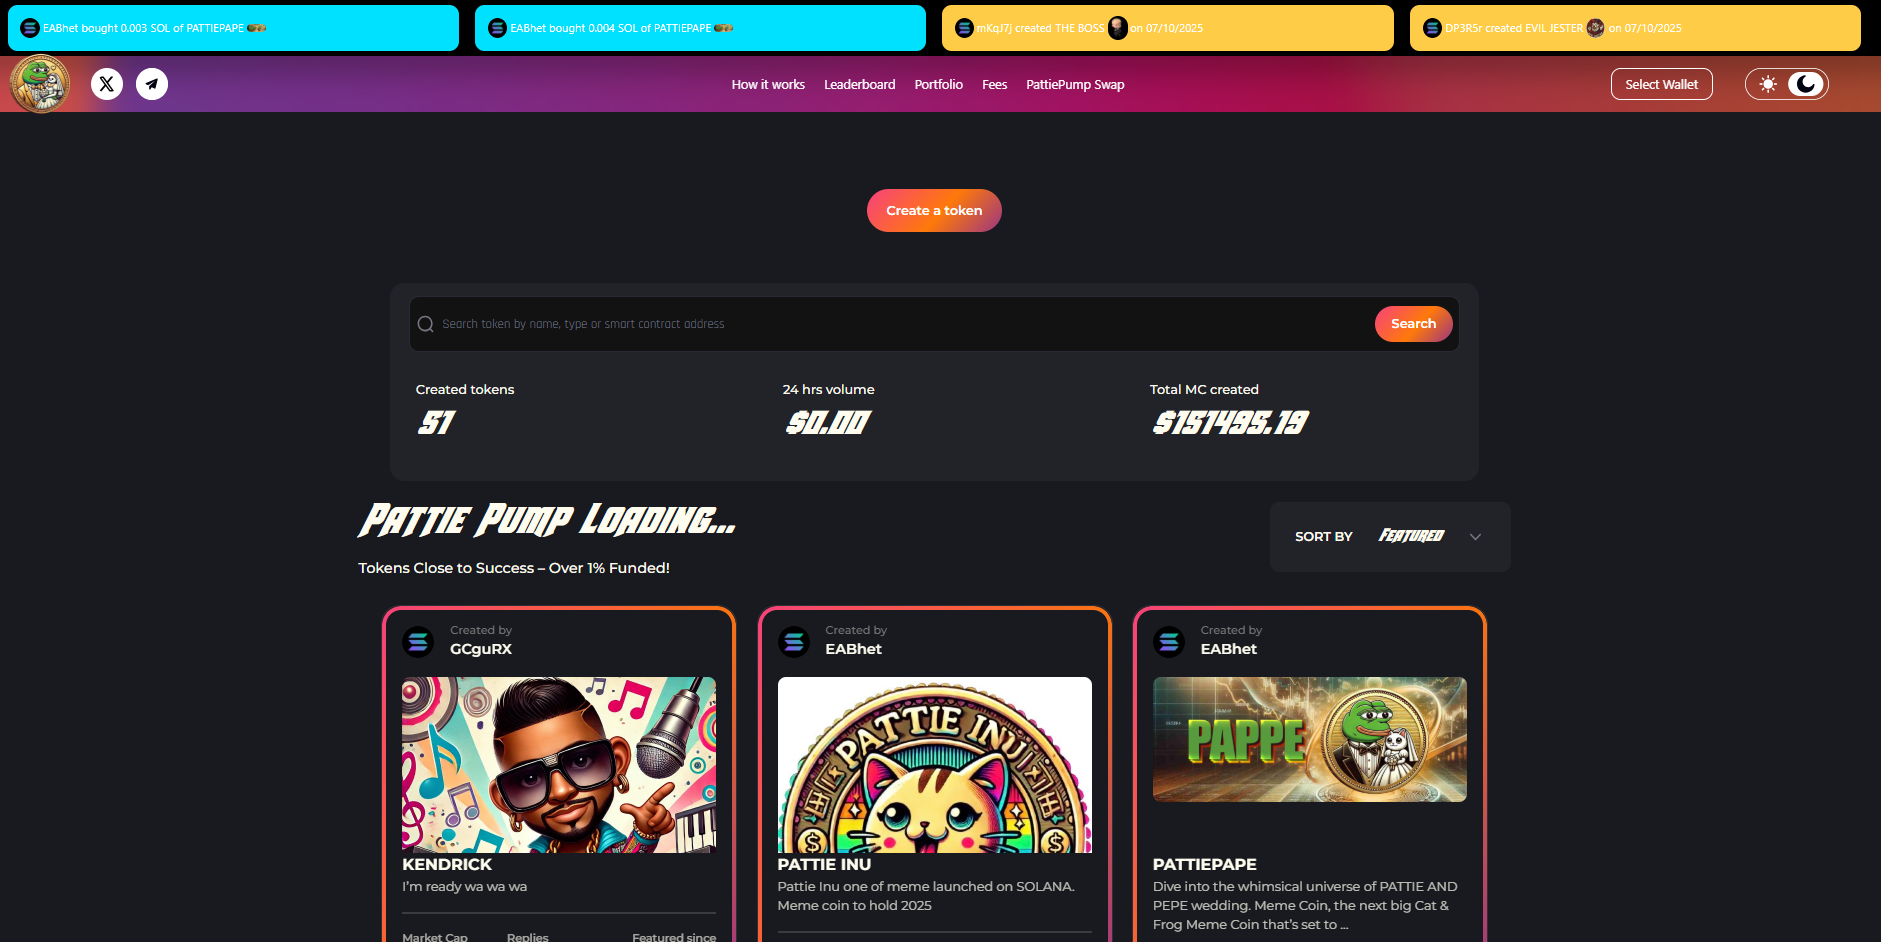 EABhet bought 0.003 SOL of PATTIEPAPE
EABhet bought 0.004 SOL of PATTIEPAPE
mKqJ7j created THE BOSS on 07/10/2025
DP3R5r created EVIL JESTER on 07/10/2025
How it works
Leaderboard
Portfolio
Fees
PattiePump Swap
Select Wallet
Create a token
Search token by name, type or smart contract address
Search
Created tokens
51
24 hrs volume
$0.00
Total MC created
$151495.19
Pattie Pump Loading...
Tokens Close to Success – Over 1% Funded!
SORT BY
Featured
Created by
GCguRX
KENDRICK
I'm ready wa wa wa
Market Cap
Replies
Featured since
Created by
EABhet
PATTIE INU
PATTIE INU
Pattie Inu one of meme launched on SOLANA.
Meme coin to hold 2025
Created by
EABhet
PAPPE
PATTIEPAPE
Dive into the whimsical universe of PATTIE AND
PEPE wedding. Meme Coin, the next big Cat &
Frog Meme Coin that's set to ...